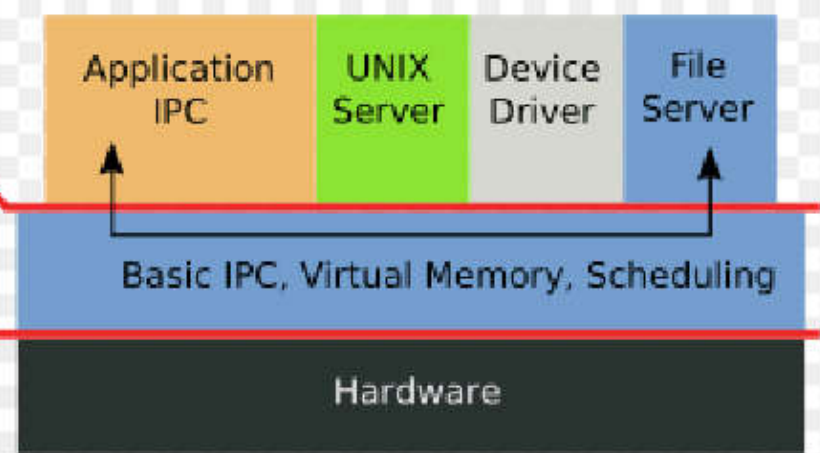 Application
IPC
UNIX
Server
Device
Driver
File
Server
Basic IPC, Virtual Memory, Scheduling
Hardware